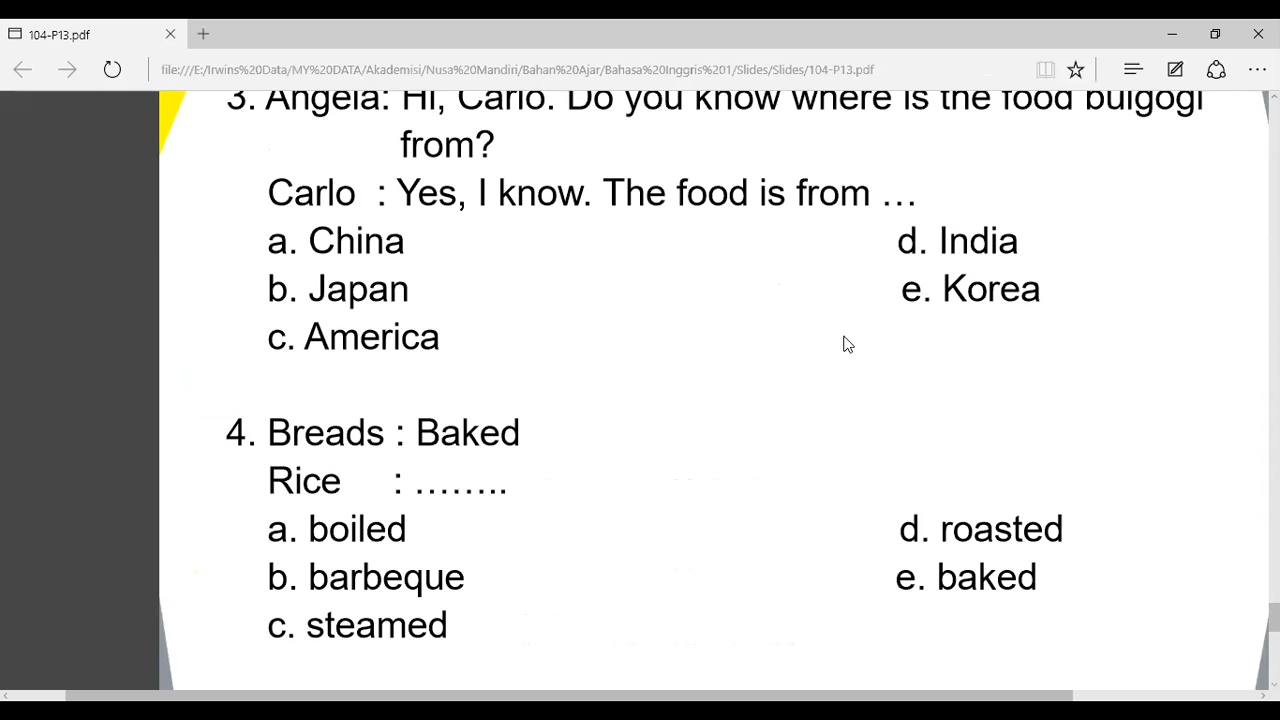 104-P13.pdf
file:///E:/Irwins%20Data/MY%20DATA/Akademisi/Nusa%20Mandiri/Bahan%20Ajar/Bahasa%20Inggris%201/Slides/Slides/104-P13.pdf
3. Angela: Hi, Carlo. Do you know where is the food bulgogi
from?
Carlo : Yes, I know. The food is from …
a. China d. India
b. Japan e. Korea
c. America
4. Breads : Baked
Rice : ……..
a. boiled d. roasted
b. barbeque e. baked
c. steamed